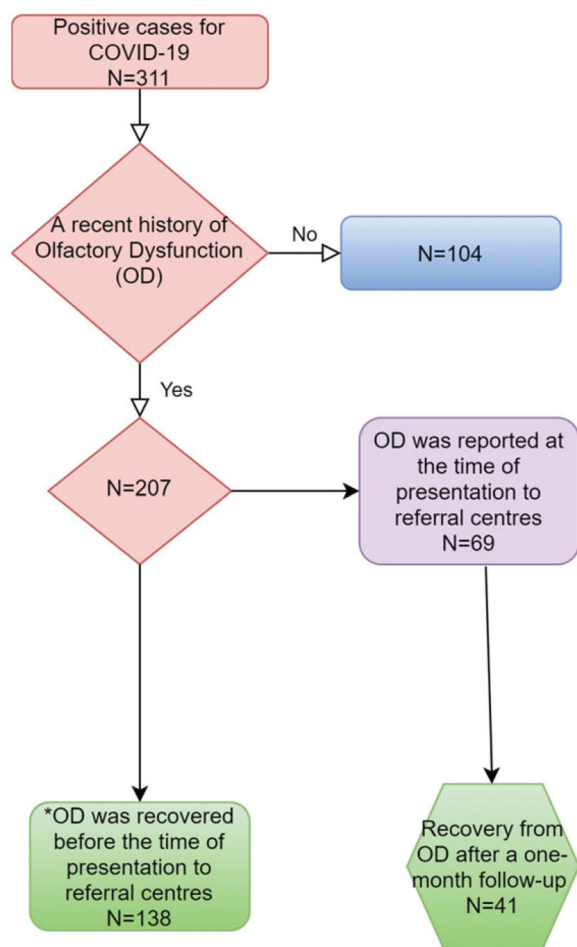 Positive cases for
COVID-19
N=311
A recent history of
Olfactory Dysfunction
(OD)
No
N=104
Yes
N=207
OD was reported at
the time of
presentation to
referral centres
N=69
*OD was recovered
before the time of
presentation to
referral centres
N=138
Recovery from
OD after a one-
month follow-up
N=41